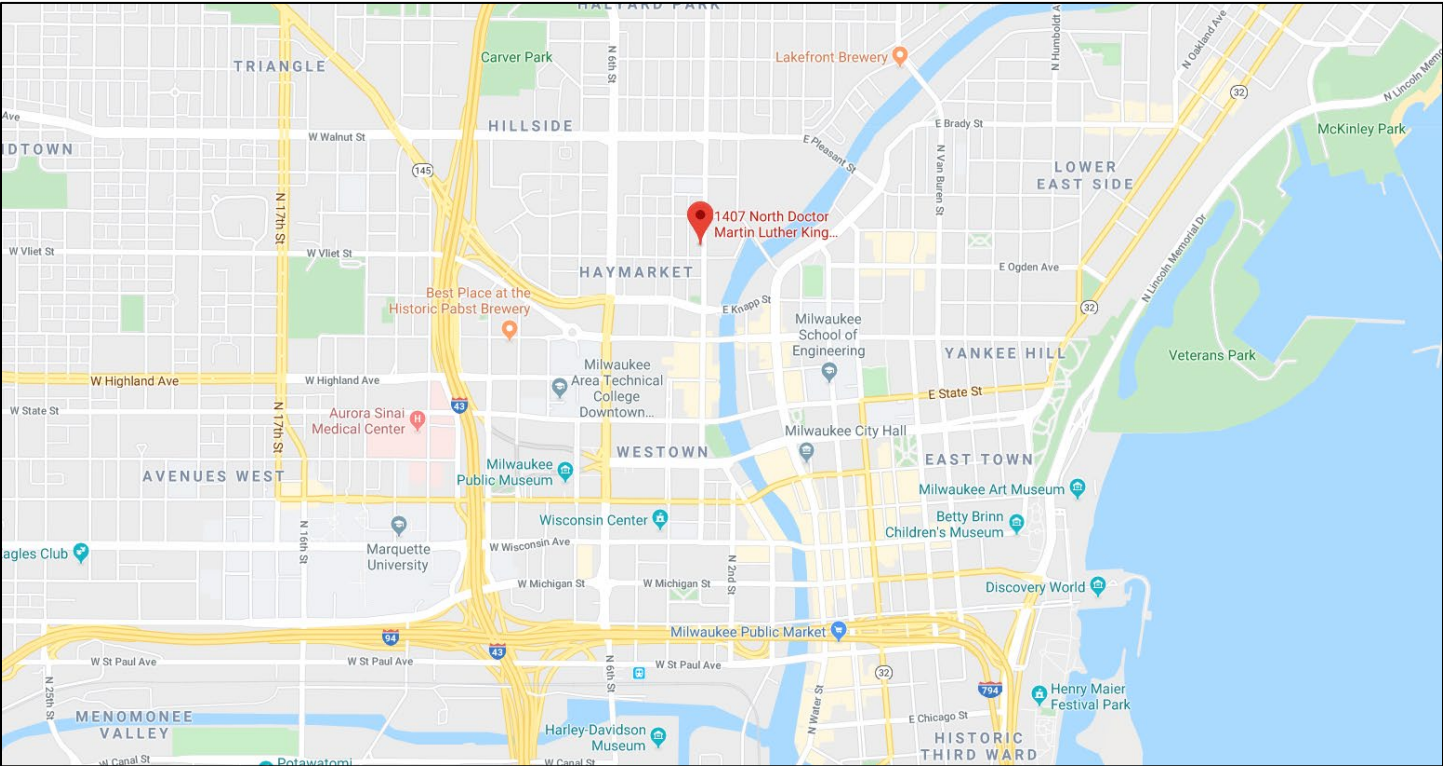 HALYARD PARK
TRIANGLE
Carver Park
N 6th St
Lakefront Brewery
N Humboldt A
N Oakland Ave
32
N Lincoln Memo
Ave
W Walnut St
HILLSIDE
E Pleasant St
E Brady St
McKinley Park
IDTOWN
145
N Van Buren St
LOWER
EAST SIDE
N 17th St
1407 North Doctor
Martin Luther King...
W Vliet St
W Vliet St
HAYMARKET
E Ogden Ave
N Lincoln Memorial Dr
Best Place at the
Historic Pabst Brewery
E Knapp St
32
Milwaukee
School of
Engineering
YANKEE HILL
Veterans Park
Milwaukee
Area Technical
College
Downtown...
W Highland Ave
W Highland Ave
E State St
W State St
43
Aurora Sinai
Medical Center
H
N 17th St
Milwaukee City Hall
WESTOWN
EAST TOWN
AVENUES WEST
Milwaukee
Public Museum
Milwaukee Art Museum
Wisconsin Center
Betty Brinn
Children's Museum
N 16th St
Marquette
University
W Wisconsin Ave
agles Club
W Michigan St
W Michigan St
N 2nd St
Discovery World
94
43
Milwaukee Public Market
W St Paul Ave
W St Paul Ave
N 6th St
W St Paul Ave
32
794
N 25th St
Henry Maier
Festival Park
MENOMONEE
VALLEY
Harley-Davidson
Museum
N Water St
E Chicago St
HISTORIC
THIRD WARD
W Canal St
Potawatomi
W Canal St